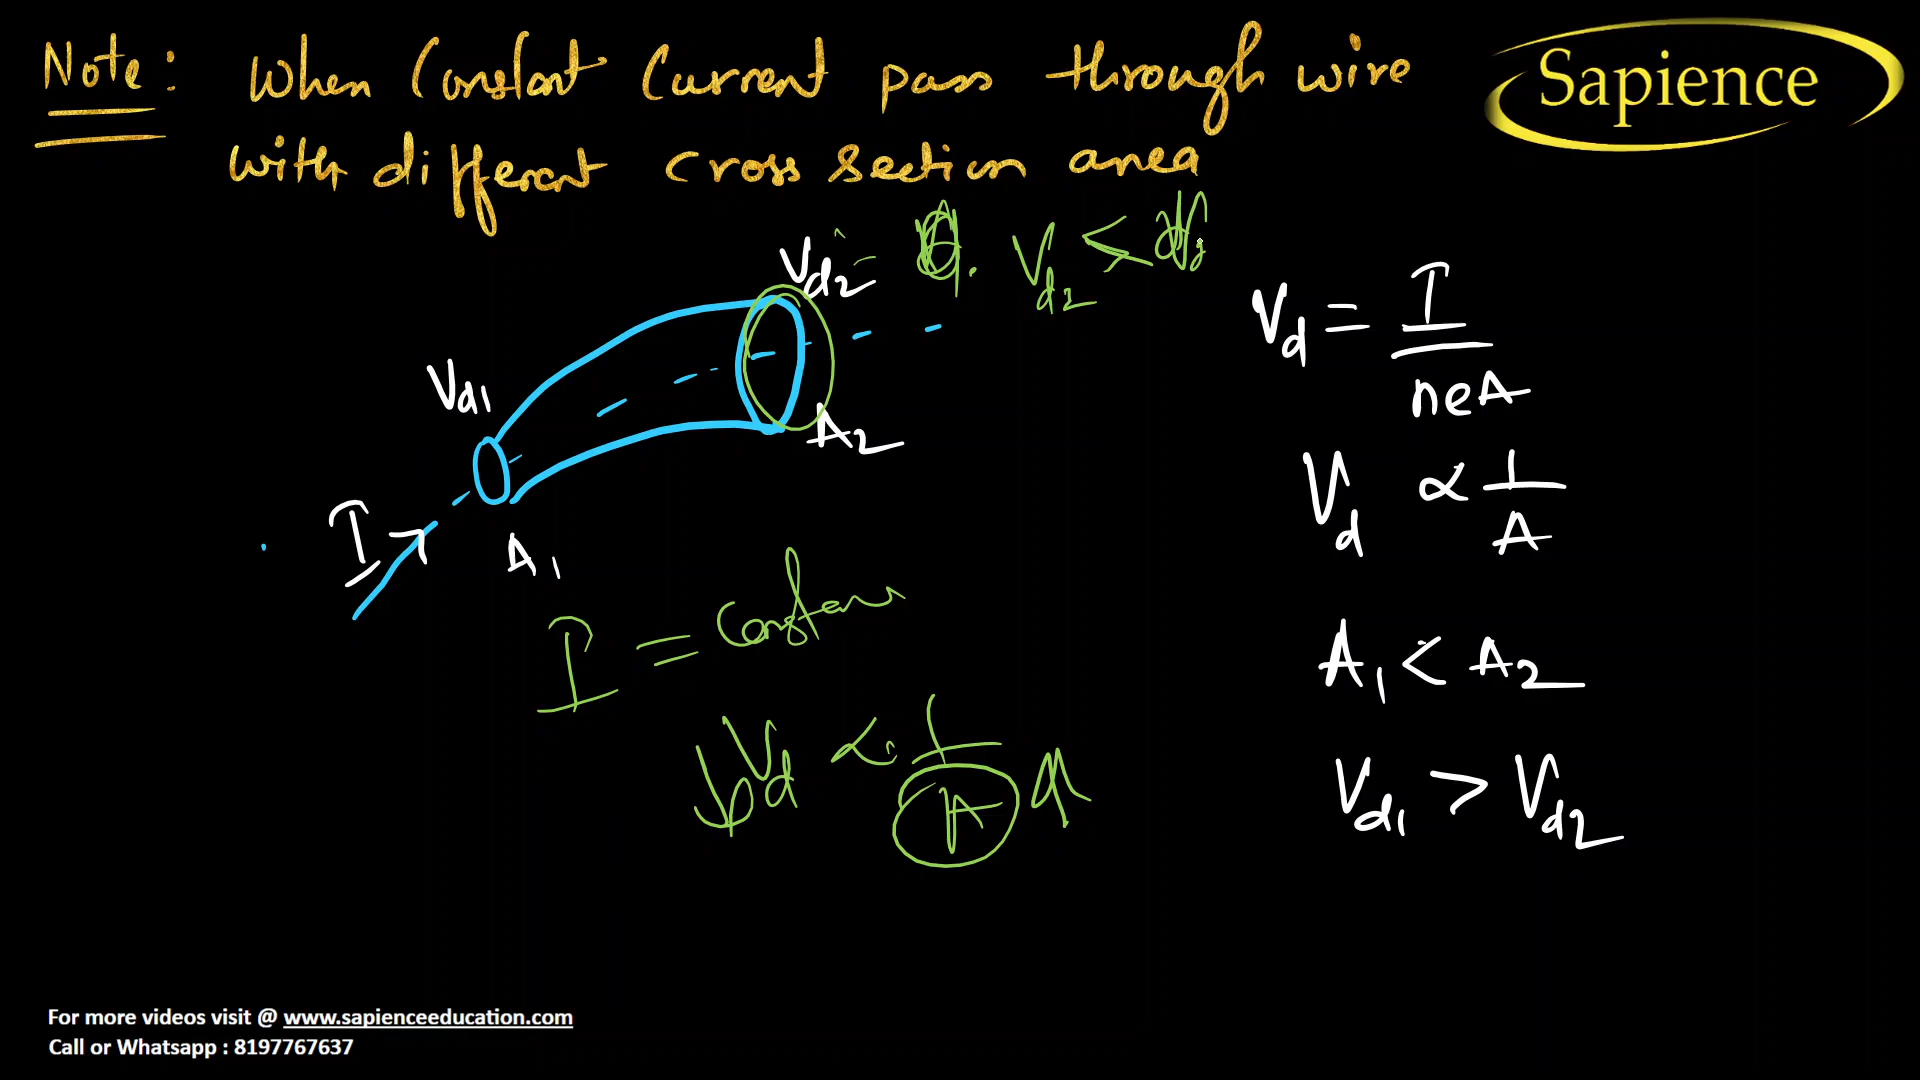 Note: When Constant Current pass through wire
with different cross section area
Sapience
Vd2 = . Vd2 <
Vd1
A2
I
A1
I = constan
Vd ∝ 1/A
Vd = I/neA
Vd ∝ 1/A
A1 < A2
Vd1 > Vd2
For more videos visit @ www.sapienceeducation.com
Call or Whatsapp : 8197767637